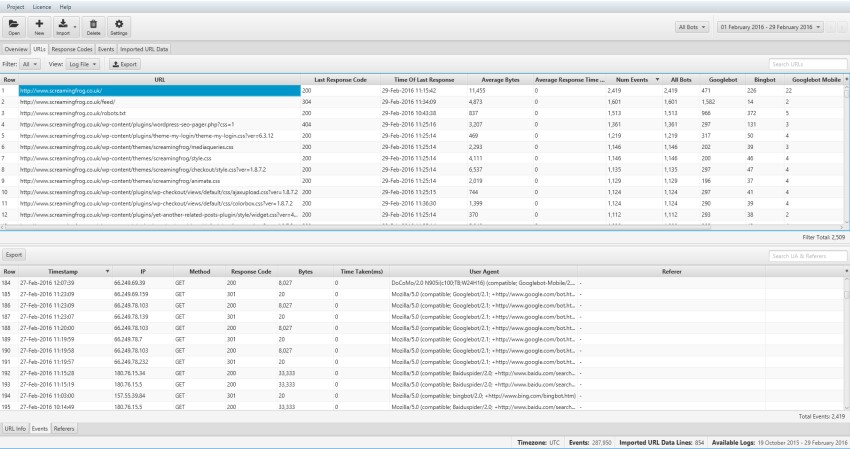 Project Licence Help
Open New Import Delete Settings All Bots 01 February 2016 - 29 February 2016
Overview URLs Response Codes Events Imported URL Data
Filter: All View: Log File Export Search URLs
Row URL Last Response Code Time Of Last Response Average Bytes Average Response Time ... Num Events All Bots Googlebot Bingbot Googlebot Mobile
1 http://www.screamingfrog.co.uk/ 200 29-Feb-2016 11:15:42 11,455 0 2,419 2,419 471 226 22
2 http://www.screamingfrog.co.uk/feed/ 304 29-Feb-2016 11:34:09 4,873 0 1,601 1,601 1,582 14 2
3 http://www.screamingfrog.co.uk/robots.txt 200 29-Feb-2016 10:43:38 837 0 1,513 1,513 966 372 5
4 http://www.screamingfrog.co.uk/wp-content/plugins/wordpress-seo-pager.php?css=1 404 29-Feb-2016 11:25:16 3,207 0 1,361 1,361 297 131 3
5 http://www.screamingfrog.co.uk/wp-content/plugins/theme-my-login/theme-my-login.css?ver=6.3.12 200 29-Feb-2016 11:25:14 469 0 1,219 1,219 317 50 4
6 http://www.screamingfrog.co.uk/wp-content/themes/screamingfrog/mediaqueries.css 200 29-Feb-2016 11:25:14 2,293 0 1,146 1,146 202 39 3
7 http://www.screamingfrog.co.uk/wp-content/themes/screamingfrog/style.css 200 29-Feb-2016 11:25:14 4,111 0 1,146 1,146 200 46 4
8 http://www.screamingfrog.co.uk/wp-content/themes/screamingfrog/checkout/style.css?ver=1.8.7.2 200 29-Feb-2016 11:25:14 6,537 0 1,135 1,135 297 47 4
9 http://www.screamingfrog.co.uk/wp-content/themes/screamingfrog/animate.css 200 29-Feb-2016 11:25:14 2,019 0 1,129 1,129 196 37 4
10 http://www.screamingfrog.co.uk/wp-content/plugins/wp-checkout/views/default/css/ajaxupload.css?ver=1.8.7.2 200 29-Feb-2016 11:25:15 744 0 1,124 1,124 297 41 4
11 http://www.screamingfrog.co.uk/wp-content/plugins/wp-checkout/views/default/css/colorbox.css?ver=1.8.7.2 200 29-Feb-2016 11:36:30 1,399 0 1,124 1,124 290 39 4
12 http://www.screamingfrog.co.uk/wp-content/plugins/yet-another-related-posts-plugin/style/widget.css?ver=4... 200 29-Feb-2016 11:25:14 370 0 1,112 1,112 293 38 2
Filter Total: 2,509
Export Search UA & Referers
Row Timestamp IP Method Response Code Bytes Time Taken(ms) User Agent Referer
184 27-Feb-2016 12:07:39 66.249.69.39 GET 200 8,027 0 DoCoMo/2.0 N905i(c100;TB;W24H16) (compatible; Googlebot-Mobile/2.... -
185 27-Feb-2016 11:23:09 66.249.69.159 GET 301 20 0 Mozilla/5.0 (compatible; Googlebot/2.1; +http://www.google.com/bot.ht... -
186 27-Feb-2016 11:23:09 66.249.78.103 GET 200 8,027 0 Mozilla/5.0 (compatible; Googlebot/2.1; +http://www.google.com/bot.ht... -
187 27-Feb-2016 11:23:07 66.249.78.139 GET 301 20 0 Mozilla/5.0 (compatible; Googlebot/2.1; +http://www.google.com/bot.ht... -
188 27-Feb-2016 11:20:00 66.249.78.103 GET 200 8,027 0 Mozilla/5.0 (compatible; Googlebot/2.1; +http://www.google.com/bot.ht... -
189 27-Feb-2016 11:19:59 66.249.78.7 GET 301 20 0 Mozilla/5.0 (compatible; Googlebot/2.1; +http://www.google.com/bot.ht... -
190 27-Feb-2016 11:19:58 66.249.78.103 GET 200 8,027 0 Mozilla/5.0 (compatible; Googlebot/2.1; +http://www.google.com/bot.ht... -
191 27-Feb-2016 11:19:57 66.249.78.232 GET 301 20 0 Mozilla/5.0 (compatible; Googlebot/2.1; +http://www.google.com/bot.ht... -
192 27-Feb-2016 11:15:28 180.76.15.34 GET 200 33,333 0 Mozilla/5.0 (compatible; Baiduspider/2.0; +http://www.baidu.com/search... -
193 27-Feb-2016 11:15:19 180.76.15.5 GET 200 33,333 0 Mozilla/5.0 (compatible; Baiduspider/2.0; +http://www.baidu.com/search... -
194 27-Feb-2016 11:03:00 157.55.39.84 GET 301 20 0 Mozilla/5.0 (compatible; bingbot/2.0; +http://www.bing.com/bingbot.htm) -
195 27-Feb-2016 10:14:49 180.76.15.5 GET 200 33,333 0 Mozilla/5.0 (compatible; Baiduspider/2.0; +http://www.baidu.com/search... -
Total Events: 2,419
URL Info Events Referers
Timezone: UTC Events: 287,950 Imported URL Data Lines: 854 Available Logs: 19 October 2015 - 29 February 2016